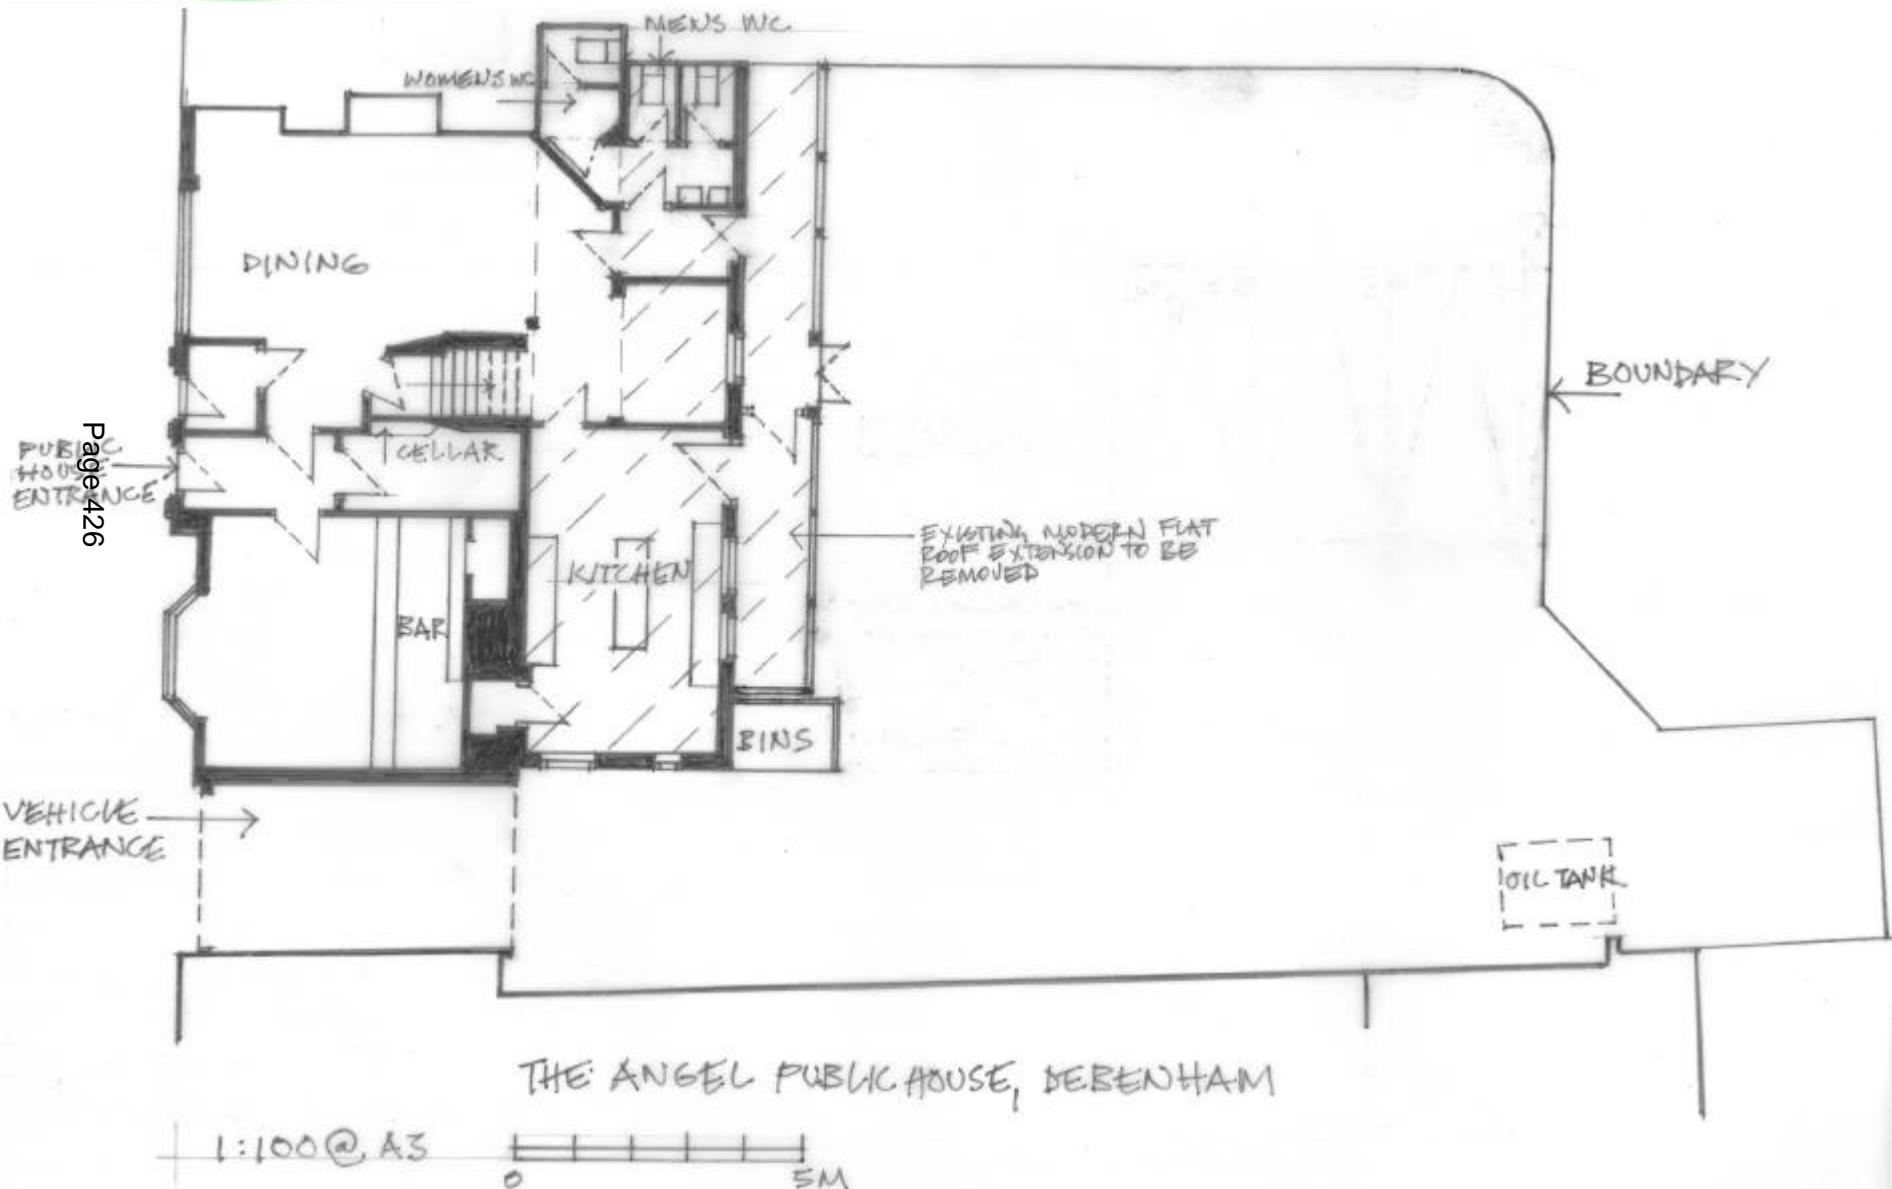 MENS WC
WOMENS WC
DINING
BOUNDARY
PUBLIC
HOUSE
ENTRANCE
Page 426
CELLAR
EXISTING MODERN FLAT
ROOF EXTENSION TO BE
REMOVED
KITCHEN
BAR
BINS
VEHICLE
ENTRANCE
OIL TANK
THE ANGEL PUBLIC HOUSE, DEBENHAM
1:100 @ A3
0 5M